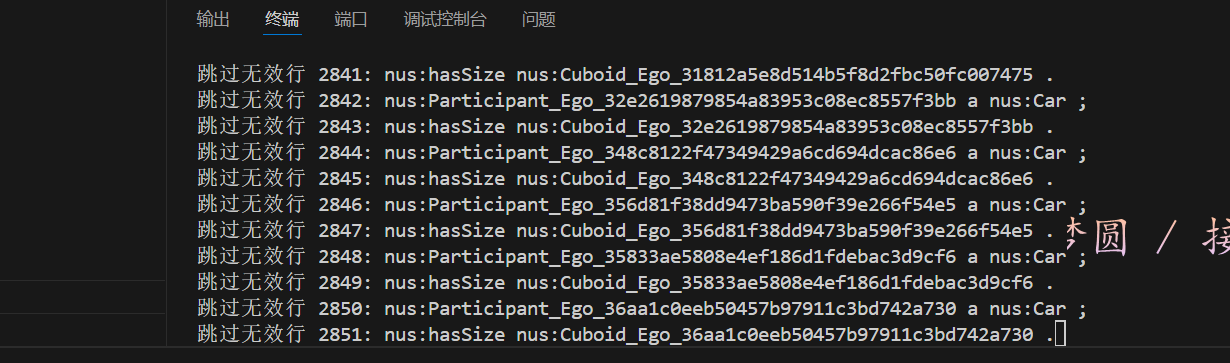 输出 终端 端口 调试控制台 问题
跳过无效行 2841: nus:hasSize nus:Cuboid_Ego_31812a5e8d514b5f8d2fbc50fc007475 .
跳过无效行 2842: nus:Participant_Ego_32e2619879854a83953c08ec8557f3bb a nus:Car ;
跳过无效行 2843: nus:hasSize nus:Cuboid_Ego_32e2619879854a83953c08ec8557f3bb .
跳过无效行 2844: nus:Participant_Ego_348c8122f47349429a6cd694dcac86e6 a nus:Car ;
跳过无效行 2845: nus:hasSize nus:Cuboid_Ego_348c8122f47349429a6cd694dcac86e6 .
跳过无效行 2846: nus:Participant_Ego_356d81f38dd9473ba590f39e266f54e5 a nus:Car ;
跳过无效行 2847: nus:hasSize nus:Cuboid_Ego_356d81f38dd9473ba590f39e266f54e5 .
圆 / 接
跳过无效行 2848: nus:Participant_Ego_35833ae5808e4ef186d1fdebac3d9cf6 a nus:Car ;
跳过无效行 2849: nus:hasSize nus:Cuboid_Ego_35833ae5808e4ef186d1fdebac3d9cf6 .
跳过无效行 2850: nus:Participant_Ego_36aa1c0eeb50457b97911c3bd742a730 a nus:Car ;
跳过无效行 2851: nus:hasSize nus:Cuboid_Ego_36aa1c0eeb50457b97911c3bd742a730 .